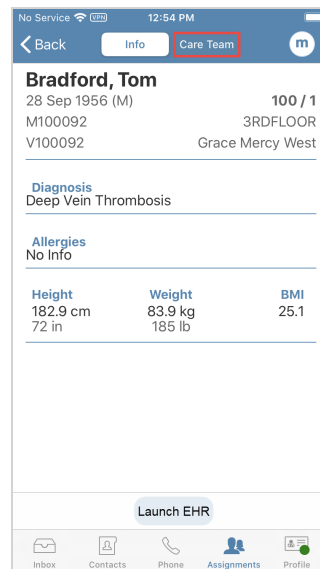 No Service VPN 12:54 PM
Back Info Care Team m
Bradford, Tom
28 Sep 1956 (M) 100 / 1
M100092 3RDFLOOR
V100092 Grace Mercy West
Diagnosis
Deep Vein Thrombosis
Allergies
No Info
Height Weight BMI
182.9 cm 83.9 kg 25.1
72 in 185 lb
Launch EHR
Inbox Contacts Phone Assignments Profile